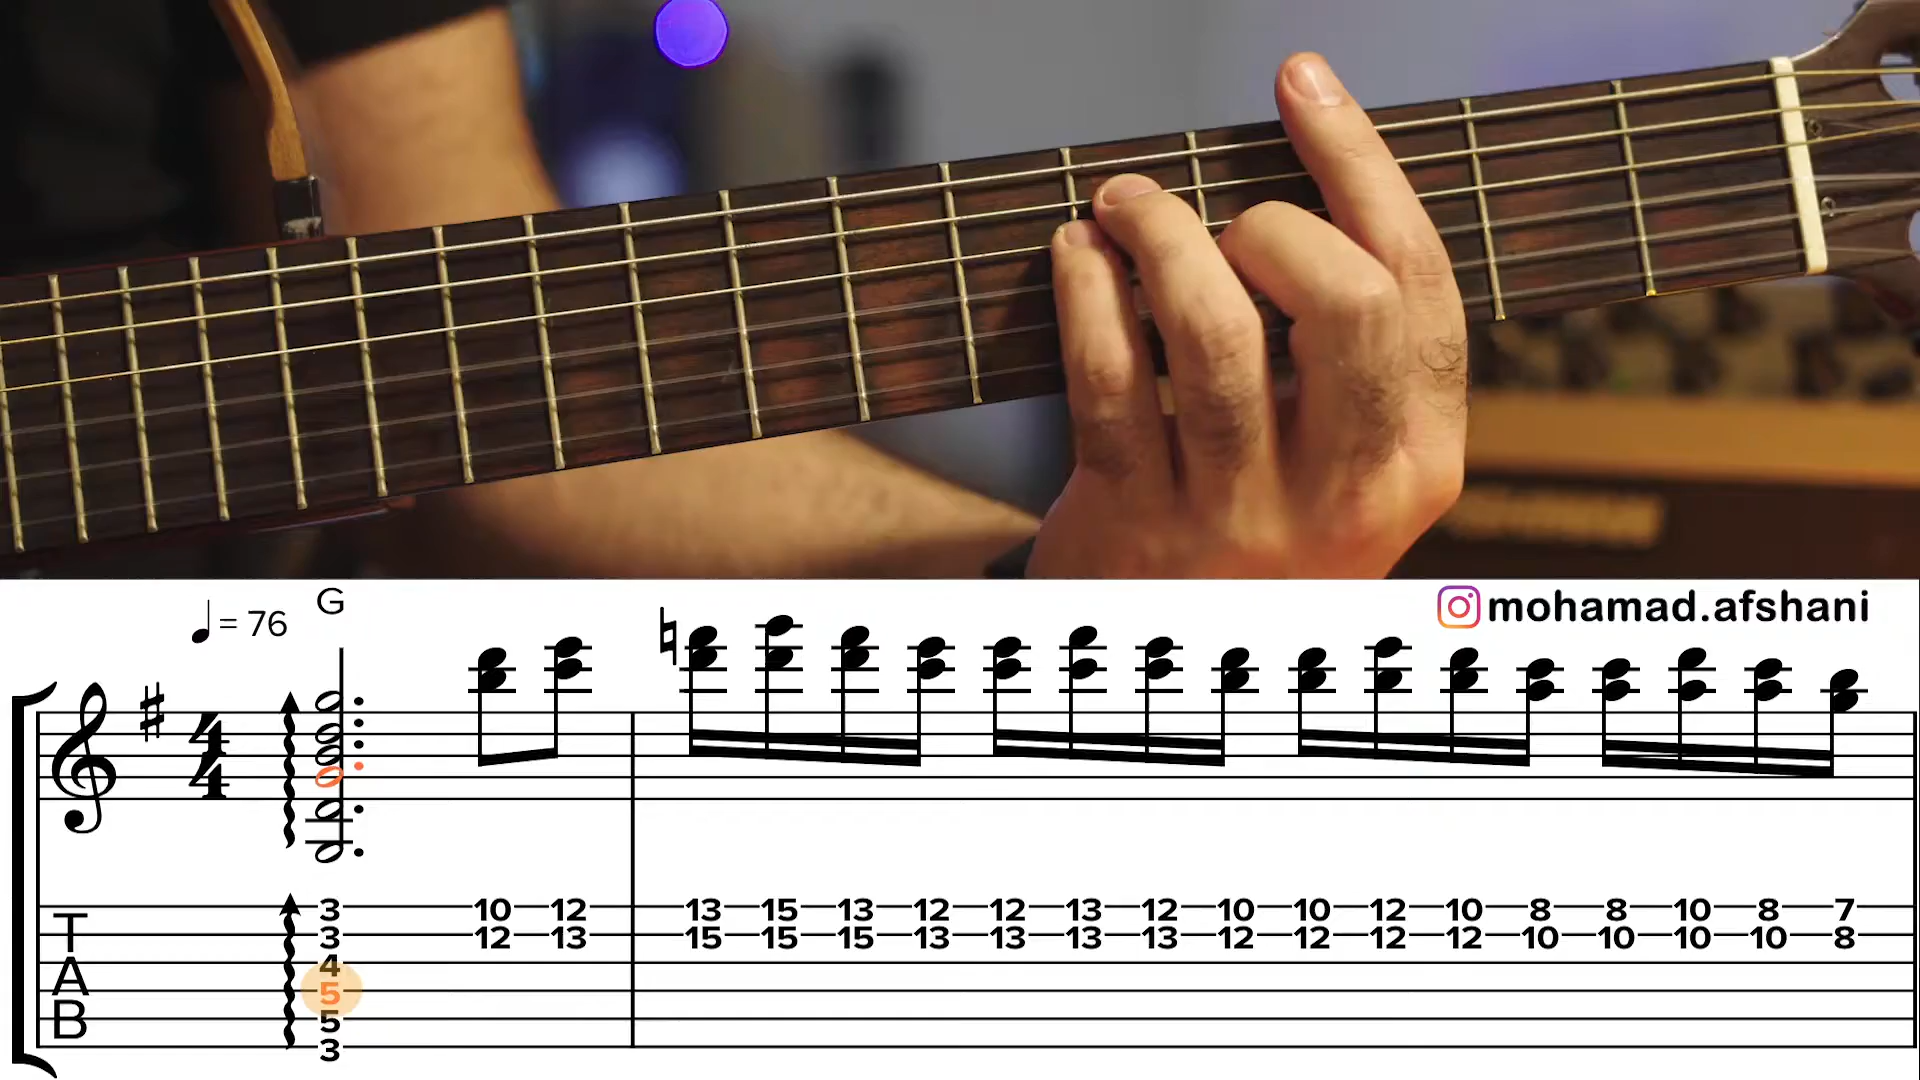 mohamad.afshani
= 76
G
4
4
3 10 12 13 15 13 12 12 13 12 10 10 12 10 8 8 10 8 7
3 12 13 15 15 15 13 13 13 13 12 12 12 12 10 10 10 10 8
4
5
5
3
T
A
B